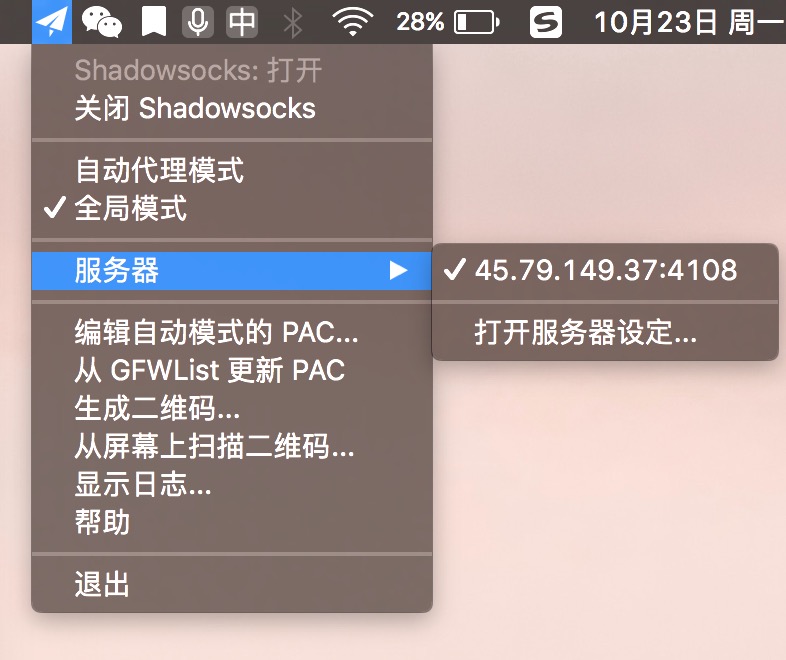 中
28%
S
10月23日 周一
Shadowsocks: 打开
关闭 Shadowsocks
自动代理模式
✓ 全局模式
服务器 ▶
✓ 45.79.149.37:4108
打开服务器设定...
编辑自动模式的 PAC...
从 GFWList 更新 PAC
生成二维码...
从屏幕上扫描二维码...
显示日志...
帮助
退出